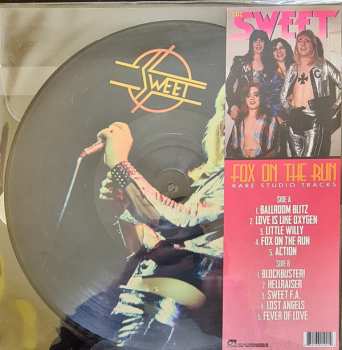 SWEET
THE
SWEET
FOX ON THE RUN
RARE STUDIO TRACKS
SIDE A
1. BALLROOM BLITZ
2. LOVE IS LIKE OXYGEN
3. LITTLE WILLY
4. FOX ON THE RUN
5. ACTION
SIDE B
1. BLOCKBUSTER!
2. HELLRAISER
3. SWEET F.A.
4. LOST ANGELS
5. FEVER OF LOVE